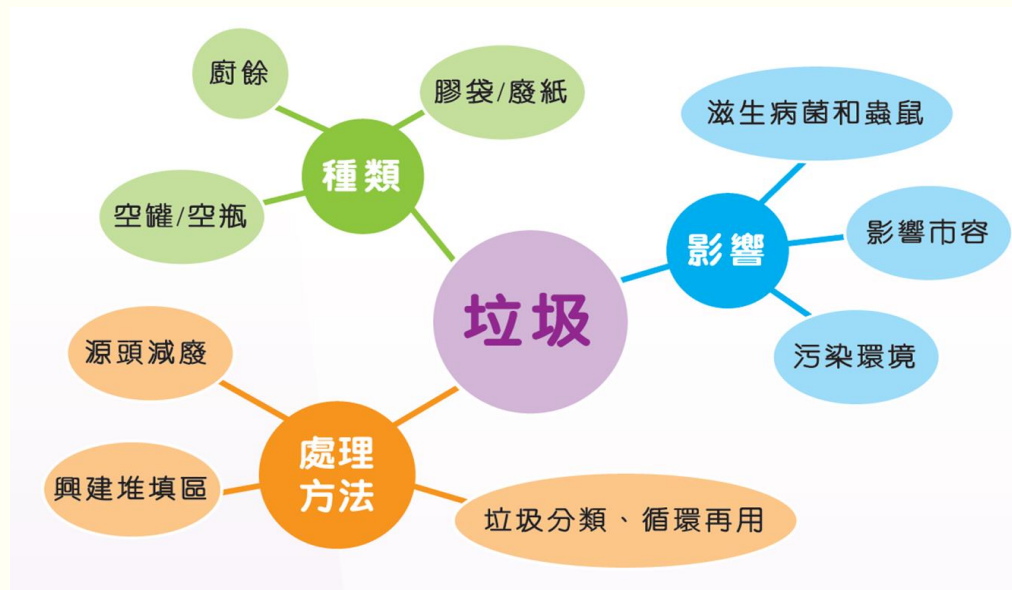 垃圾
種類
廚餘
膠袋/廢紙
空罐/空瓶
影響
滋生病菌和蟲鼠
影響市容
污染環境
處理
方法
源頭減廢
興建堆填區
垃圾分類、循環再用